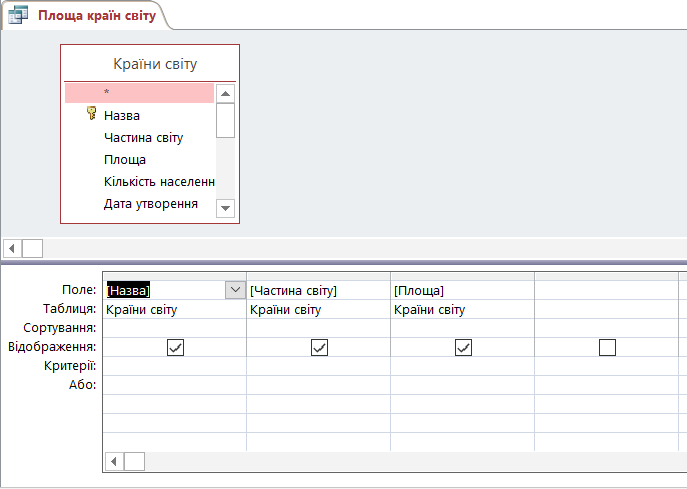 Площа країн світу
Країни світу
*
Назва
Частина світу
Площа
Кількість населенн
Дата утворення
Поле: [Назва] [Частина світу] [Площа]
Таблиця: Країни світу Країни світу Країни світу
Сортування:
Відображення:
Критерії:
Або: